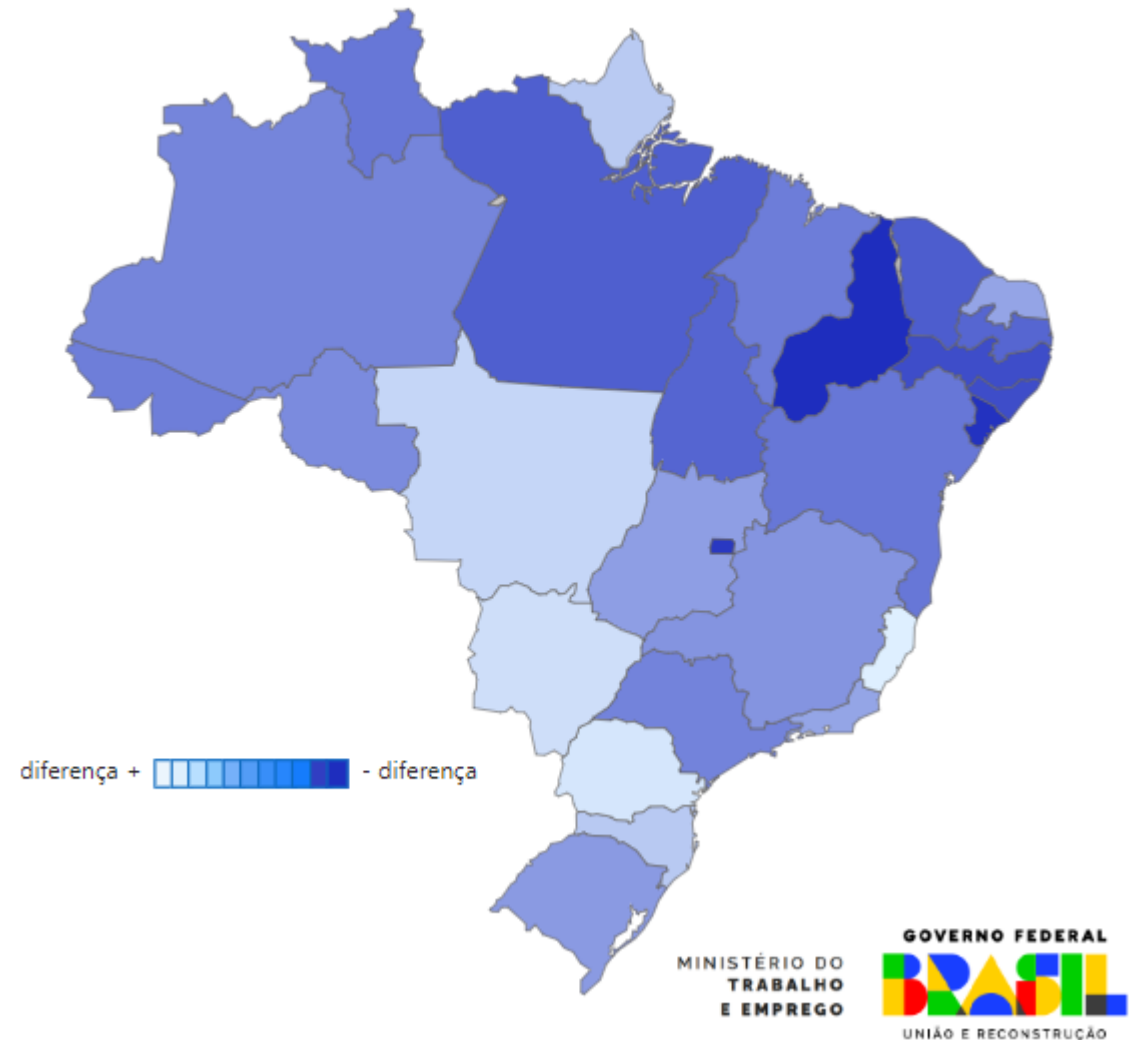 diferença + - diferença
MINISTÉRIO DO
TRABALHO
E EMPREGO
GOVERNO FEDERAL
BRASIL
UNIÃO E RECONSTRUÇÃO